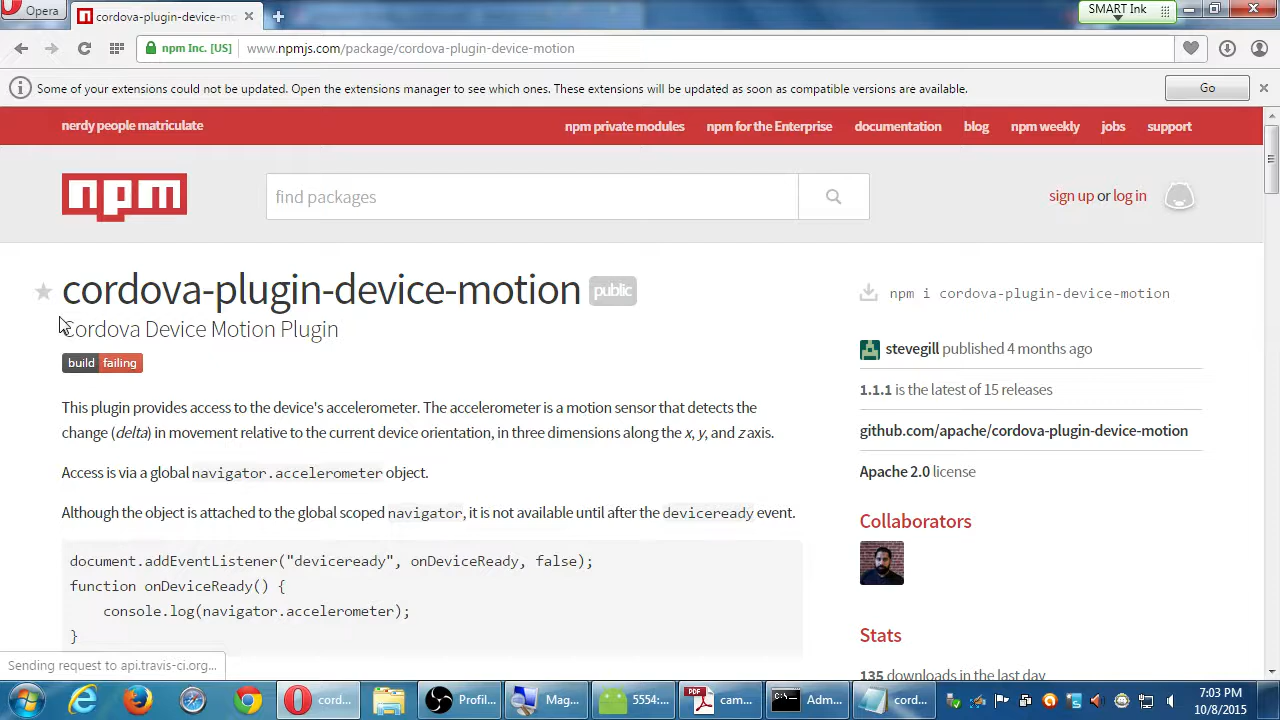 Opera
cordova-plugin-device-mo
SMART Ink
npm Inc. [US]
www.npmjs.com/package/cordova-plugin-device-motion
Some of your extensions could not be updated. Open the extensions manager to see which ones. These extensions will be updated as soon as compatible versions are available.
Go
nerdy people matriculate
npm private modules
npm for the Enterprise
documentation
blog
npm weekly
jobs
support
npm
find packages
sign up or log in
cordova-plugin-device-motion
public
npm i cordova-plugin-device-motion
Cordova Device Motion Plugin
build failing
stevegill published 4 months ago
1.1.1 is the latest of 15 releases
github.com/apache/cordova-plugin-device-motion
Apache 2.0 license
This plugin provides access to the device's accelerometer. The accelerometer is a motion sensor that detects the
change (delta) in movement relative to the current device orientation, in three dimensions along the x, y, and z axis.
Access is via a global navigator.accelerometer object.
Although the object is attached to the global scoped navigator, it is not available until after the deviceready event.
Collaborators
document.addEventListener("deviceready", onDeviceReady, false);
function onDeviceReady() {
console.log(navigator.accelerometer);
}
Stats
135 downloads in the last day
Sending request to api.travis-ci.org...
cord...
Profil...
Mag...
5554:...
PDF
cam...
C:\
Adm...
cord...
7:03 PM
10/8/2015